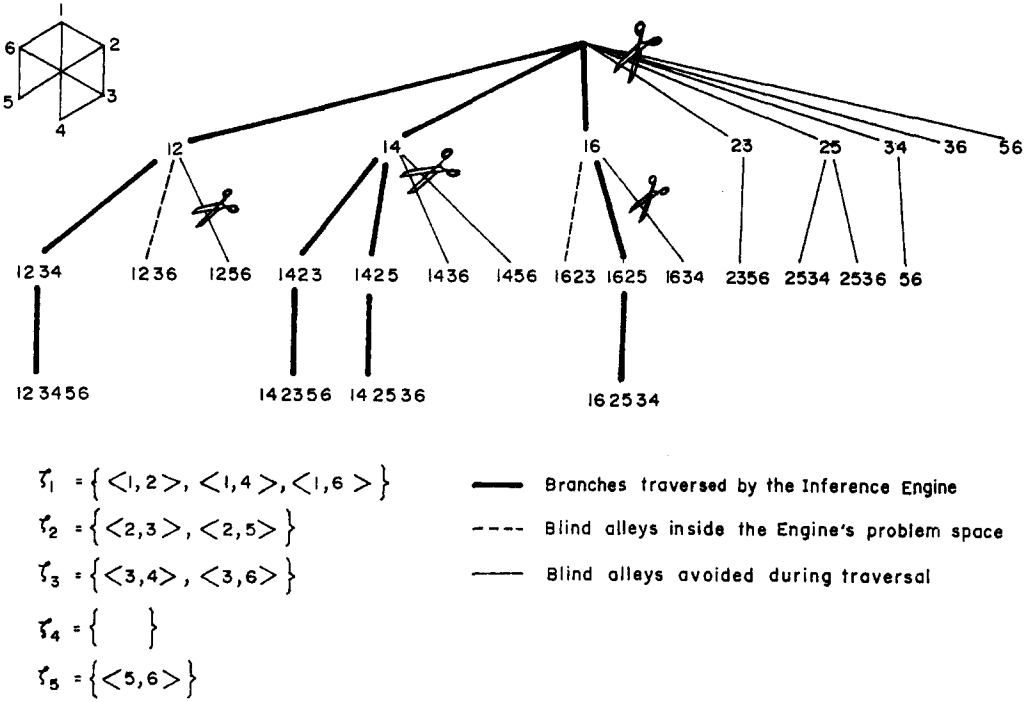 1
6 2
5 3
4
12 14 16 23 25 34 36 56
1234 1236 1256 1423 1425 1436 1456 1623 1625 1634 2356 2534 2536 56
123456 142356 142536 162534
ζ1 = { <1,2>, <1,4>, <1,6> }
ζ2 = { <2,3>, <2,5> }
ζ3 = { <3,4>, <3,6> }
ζ4 = { }
ζ5 = { <5,6> }
Branches traversed by the Inference Engine
Blind alleys inside the Engine's problem space
Blind alleys avoided during traversal